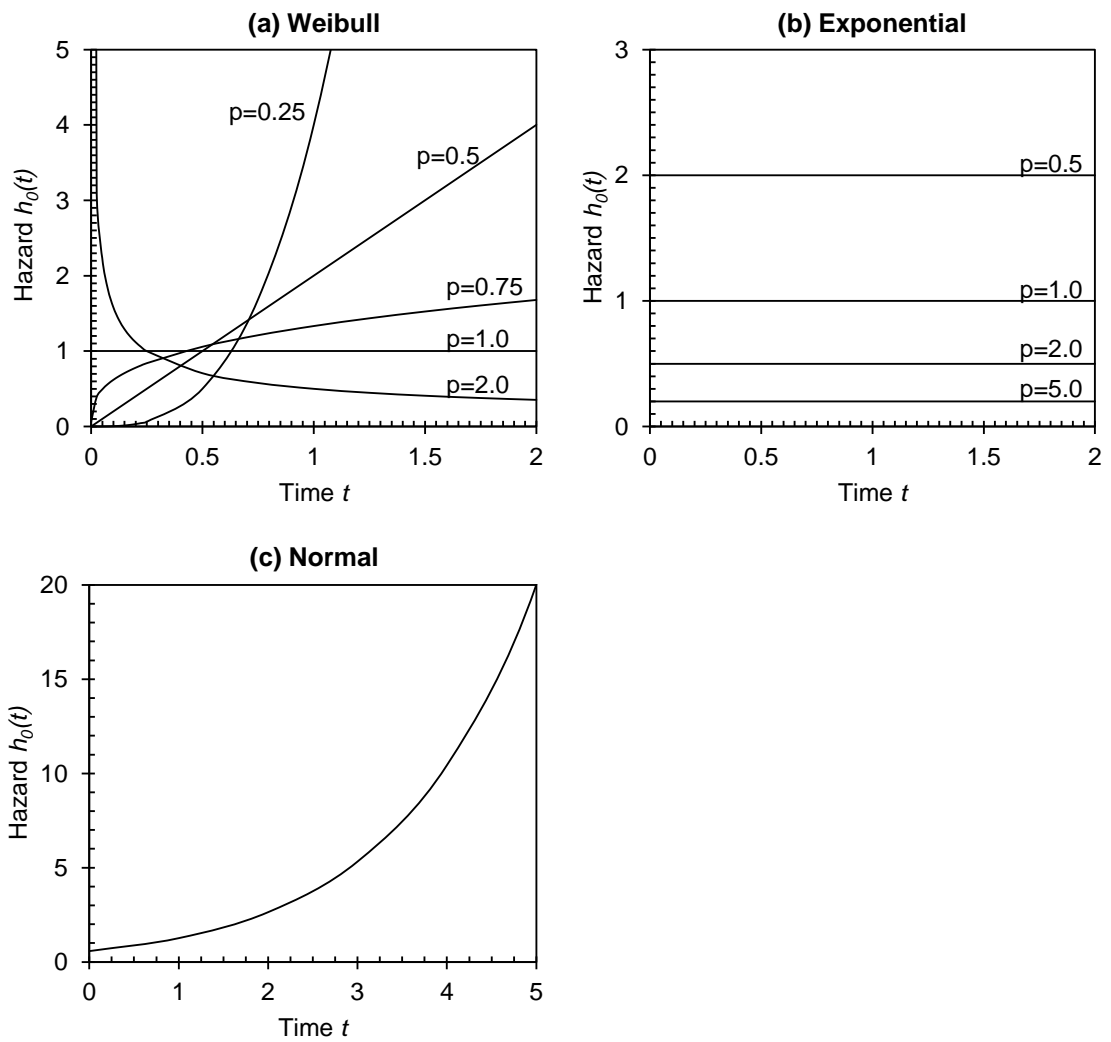 (a) Weibull
5
4
3
2
1
0
Hazard h0(t)
p=0.25
p=0.5
p=0.75
p=1.0
p=2.0
0 0.5 1 1.5 2
Time t
(b) Exponential
3
2
1
0
Hazard h0(t)
p=0.5
p=1.0
p=2.0
p=5.0
0 0.5 1 1.5 2
Time t
(c) Normal
20
15
10
5
0
Hazard h0(t)
0 1 2 3 4 5
Time t